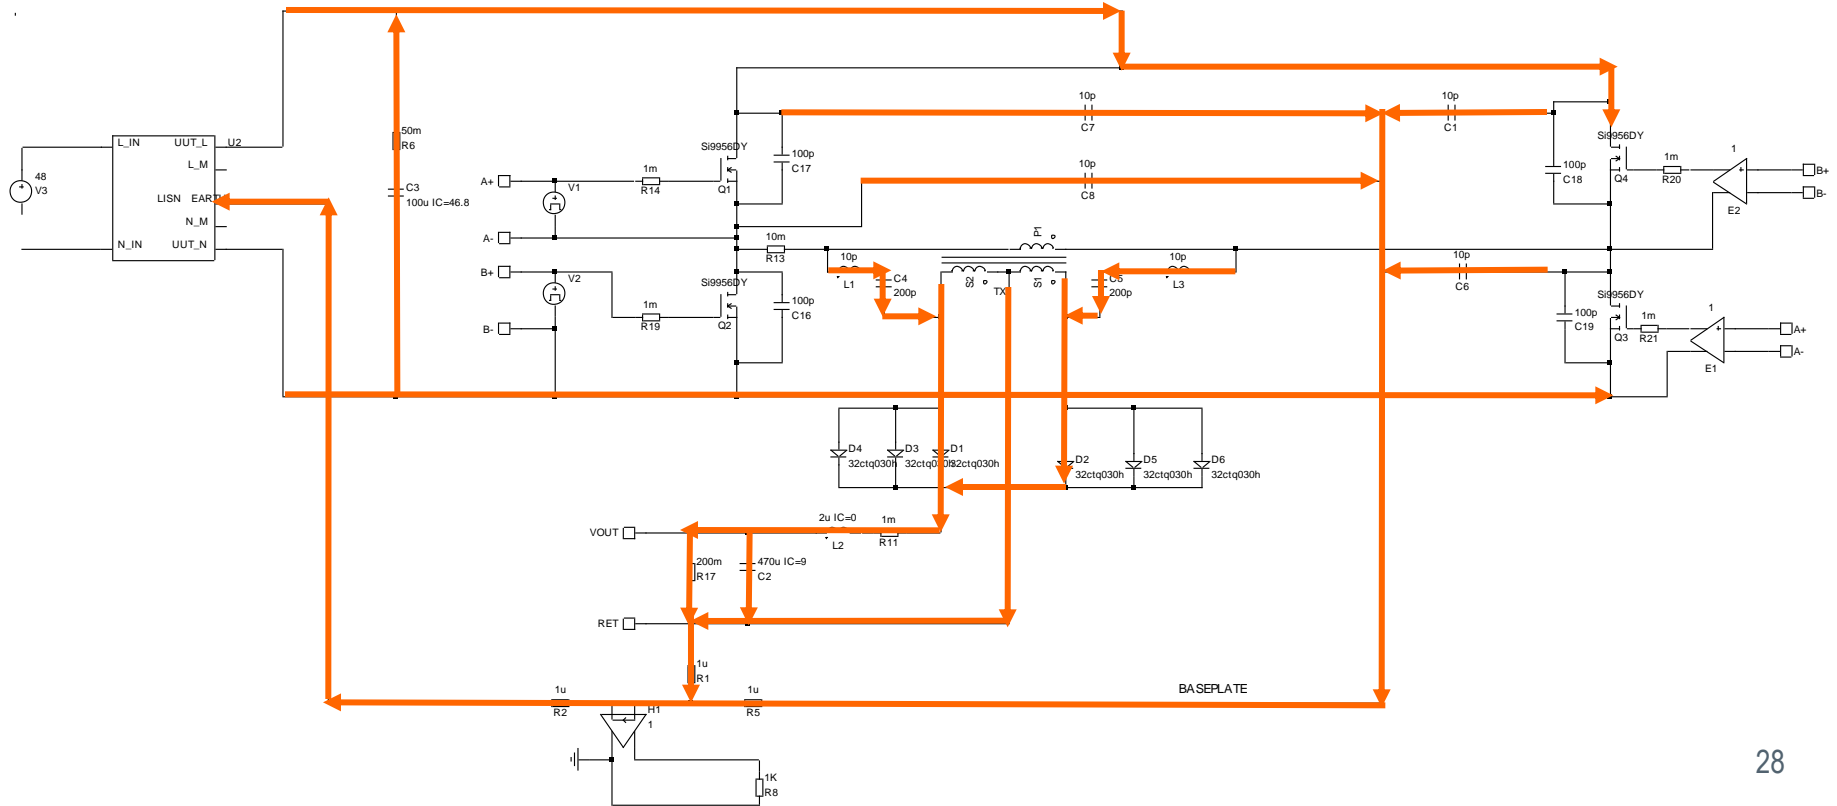 L_IN
UUT_L
U2
L_M
LISN
EAR
N_M
N_IN
UUT_N
48
V3
50m
R6
C3
100u IC=46.8
A+
V1
1m
R14
Si9956DY
Q1
100p
C17
A-
10m
R13
B+
V2
1m
R19
Si9956DY
Q2
100p
C16
B-
10p
C7
10p
C8
10p
C1
10p
L1
C4
200p
P1
S2
S1
TX
10p
L3
C5
200p
10p
C6
100p
C18
Si9956DY
Q4
1m
R20
1
E2
B+
B-
Si9956DY
100p
C19
Q3
1m
R21
1
E1
A+
A-
D4
32ctq030h
D3
32ctq030h
D1
32ctq030h
D2
32ctq030h
D5
32ctq030h
D6
32ctq030h
VOUT
2u IC=0
L2
1m
R11
200m
R17
470u IC=9
C2
RET
1u
R1
BASEPLATE
1u
R2
1u
R5
H1
1
1K
R8
28